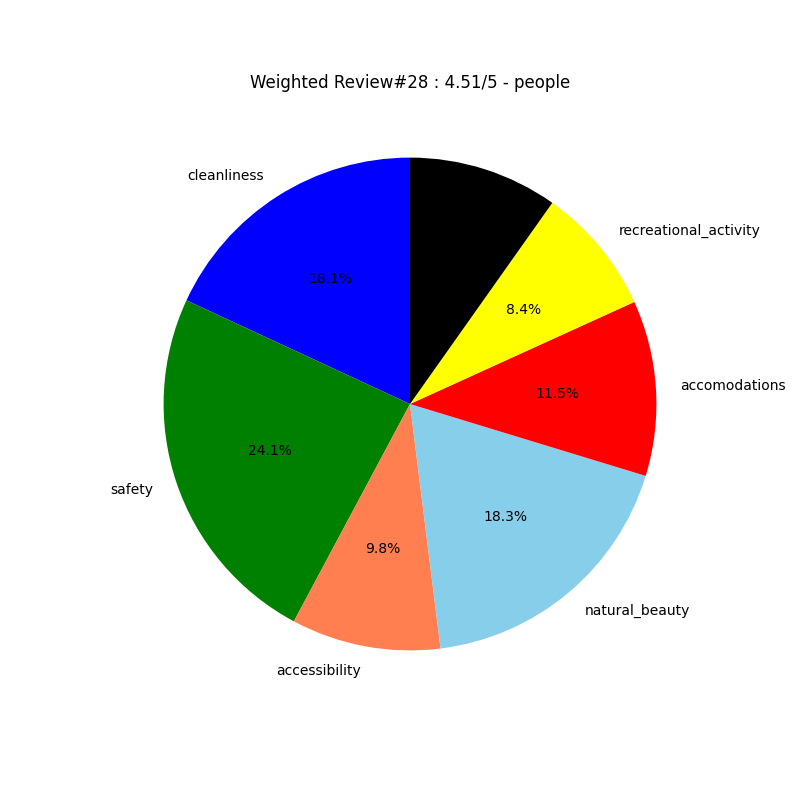 Weighted Review#28 : 4.51/5 - people
cleanliness
recreational_activity
18.1%
8.4%
accomodations
11.5%
24.1%
safety
18.3%
9.8%
natural_beauty
accessibility